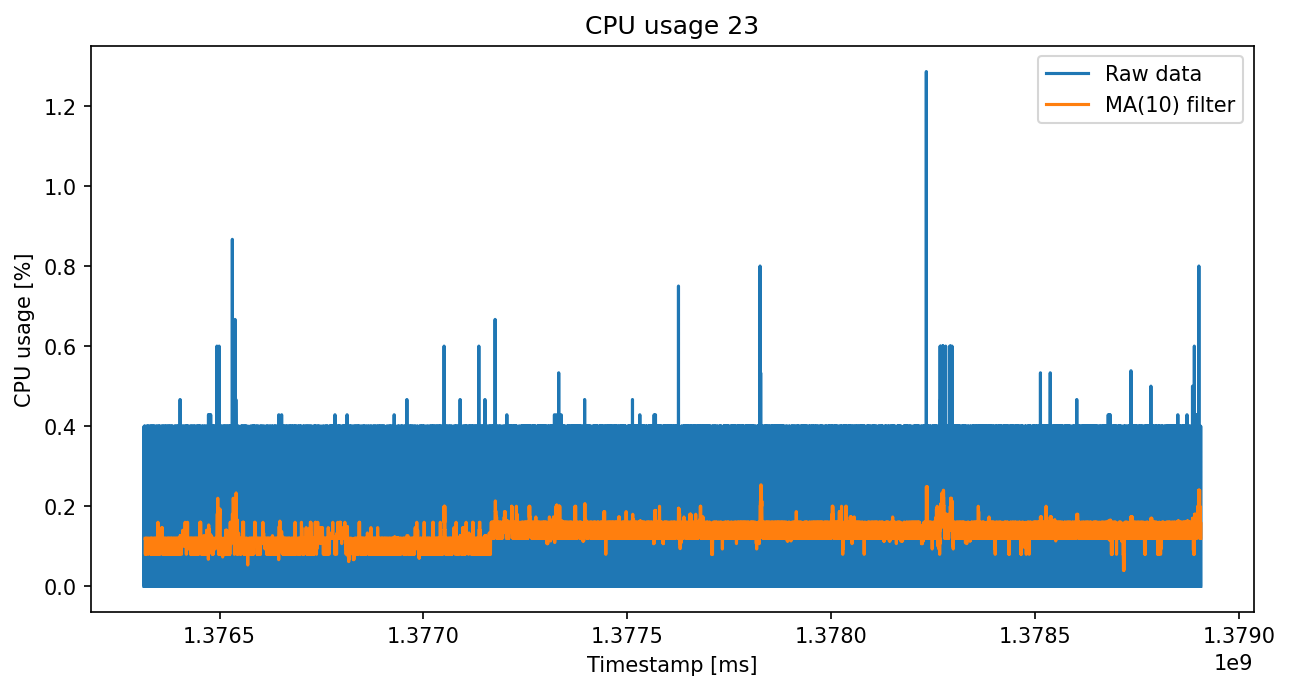 CPU usage 23
Raw data
MA(10) filter
CPU usage [%]
1.2
1.0
0.8
0.6
0.4
0.2
0.0
1.3765 1.3770 1.3775 1.3780 1.3785 1.3790
1e9
Timestamp [ms]